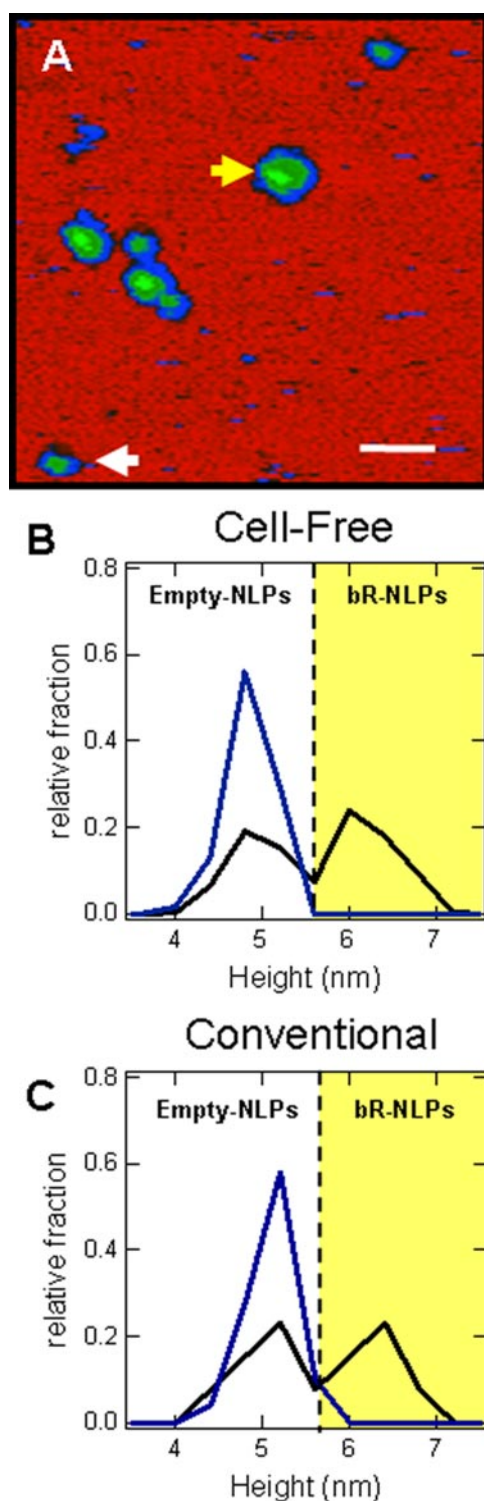 A
B
Cell-Free
0.8
0.6
0.4
0.2
0.0
relative fraction
Empty-NLPs
bR-NLPs
4 5 6 7
Height (nm)
Conventional
C
0.8
0.6
0.4
0.2
0.0
relative fraction
Empty-NLPs
bR-NLPs
4 5 6 7
Height (nm)